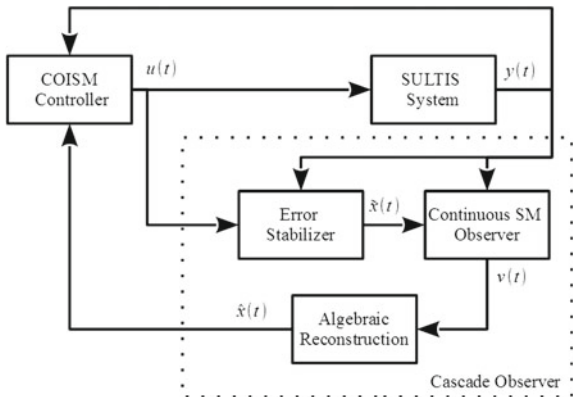 COISM
Controller
u(t)
SULTIS
System
y(t)
Error
Stabilizer
x̃(t)
Continuous SM
Observer
v(t)
x̂(t)
Algebraic
Reconstruction
Cascade Observer